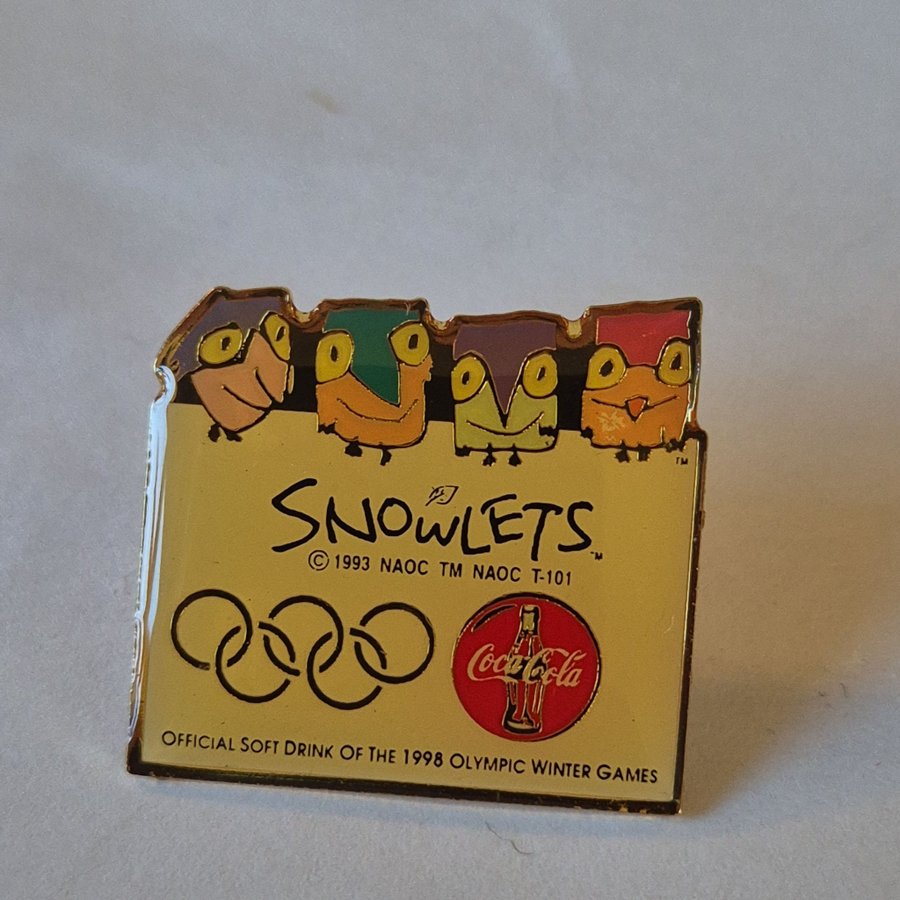 TM
SNOWLETS TM
© 1993 NAOC TM NAOC T-101
Coca-Cola
OFFICIAL SOFT DRINK OF THE 1998 OLYMPIC WINTER GAMES